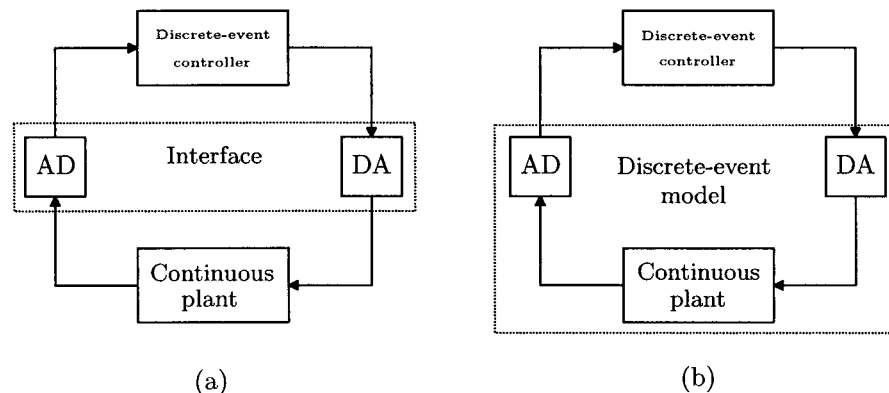 Discrete-event
controller
AD
Interface
DA
Continuous
plant
(a)
Discrete-event
controller
AD
Discrete-event
model
DA
Continuous
plant
(b)